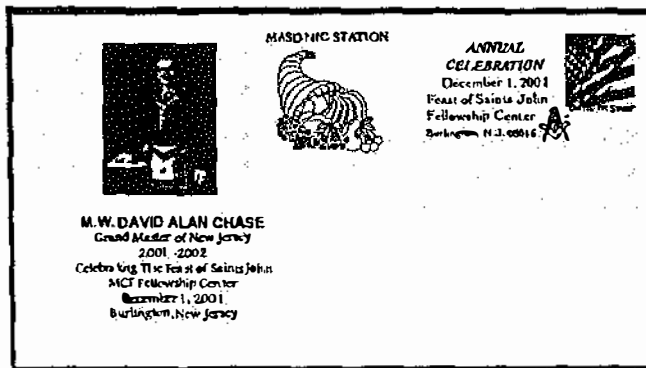 M.W. DAVID ALAN CHASE
Grand Master of New Jersey
2001 -2002
Celebrating The Feast of Saints John
MCF Fellowship Center
December 1, 2001
Burlington, New Jersey
MASONIC STATION
ANNUAL
CELEBRATION
December 1, 2001
Feast of Saints John
Fellowship Center
Burlington N.J. 08016